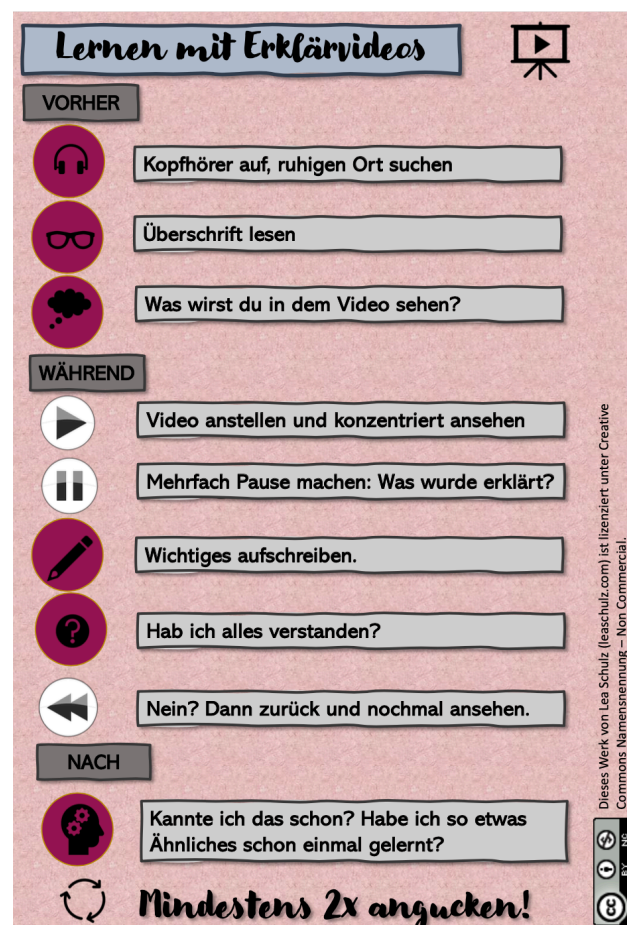 Lernen mit Erklärvideos
VORHER
Kopfhörer auf, ruhigen Ort suchen
Überschrift lesen
Was wirst du in dem Video sehen?
WÄHREND
Video anstellen und konzentriert ansehen
Mehrfach Pause machen: Was wurde erklärt?
Wichtiges aufschreiben.
?
Hab ich alles verstanden?
Nein? Dann zurück und nochmal ansehen.
NACH
Kannte ich das schon? Habe ich so etwas
Ähnliches schon einmal gelernt?
Mindestens 2x angucken!
Dieses Werk von Lea Schulz (leaschulz.com) ist lizenziert unter Creative
Commons Namensnennung – Non Commercial.
cc
BY NC